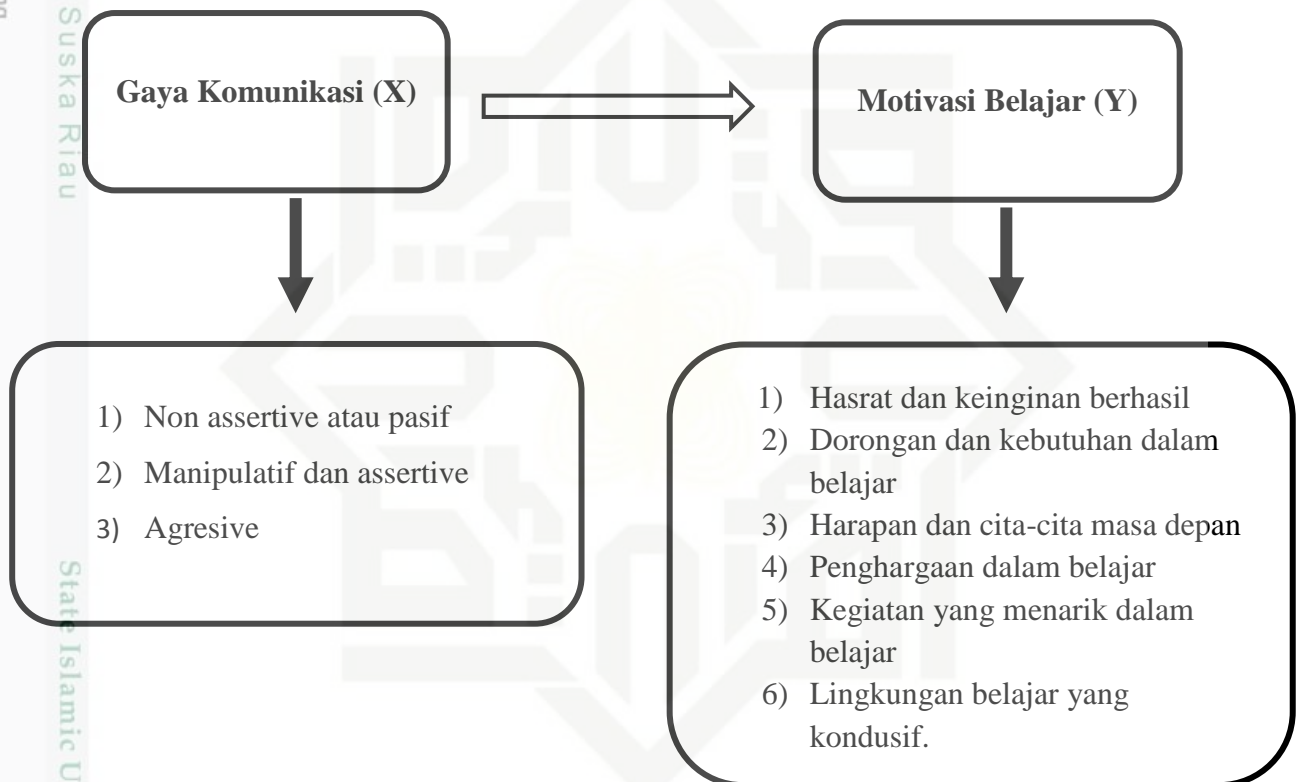 Suska Riau
State Islamic U
Gaya Komunikasi (X)
Motivasi Belajar (Y)
1) Non assertive atau pasif
2) Manipulatif dan assertive
3) Agresive
1) Hasrat dan keinginan berhasil
2) Dorongan dan kebutuhan dalam
belajar
3) Harapan dan cita-cita masa depan
4) Penghargaan dalam belajar
5) Kegiatan yang menarik dalam
belajar
6) Lingkungan belajar yang
kondusif.